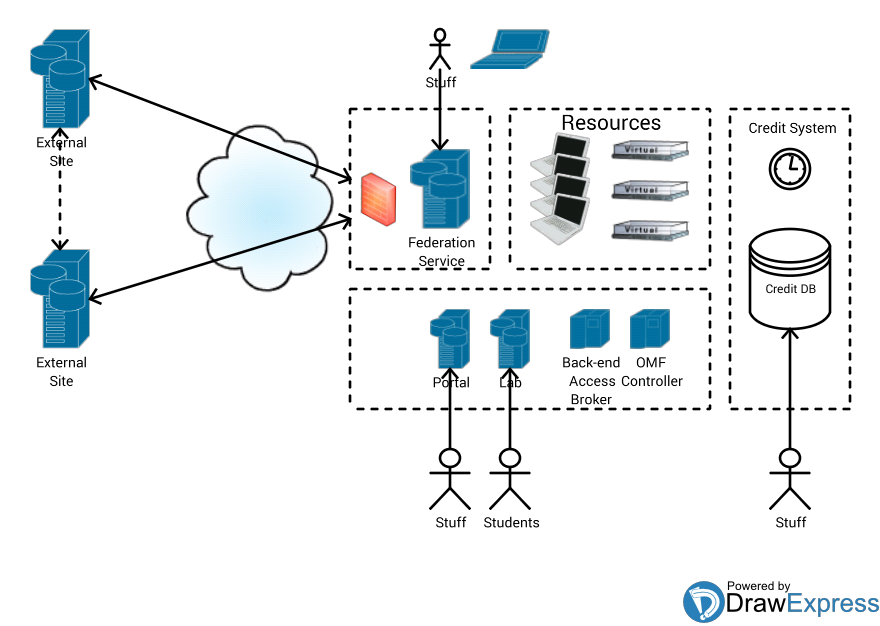 Stuff
External
Site
Resources
Credit System
Virtual
Virtual
Virtual
Federation
Service
Credit DB
External
Site
Portal
Lab
Back-end
Access
Broker
OMF
Controller
Stuff
Students
Stuff
Powered by
DrawExpress